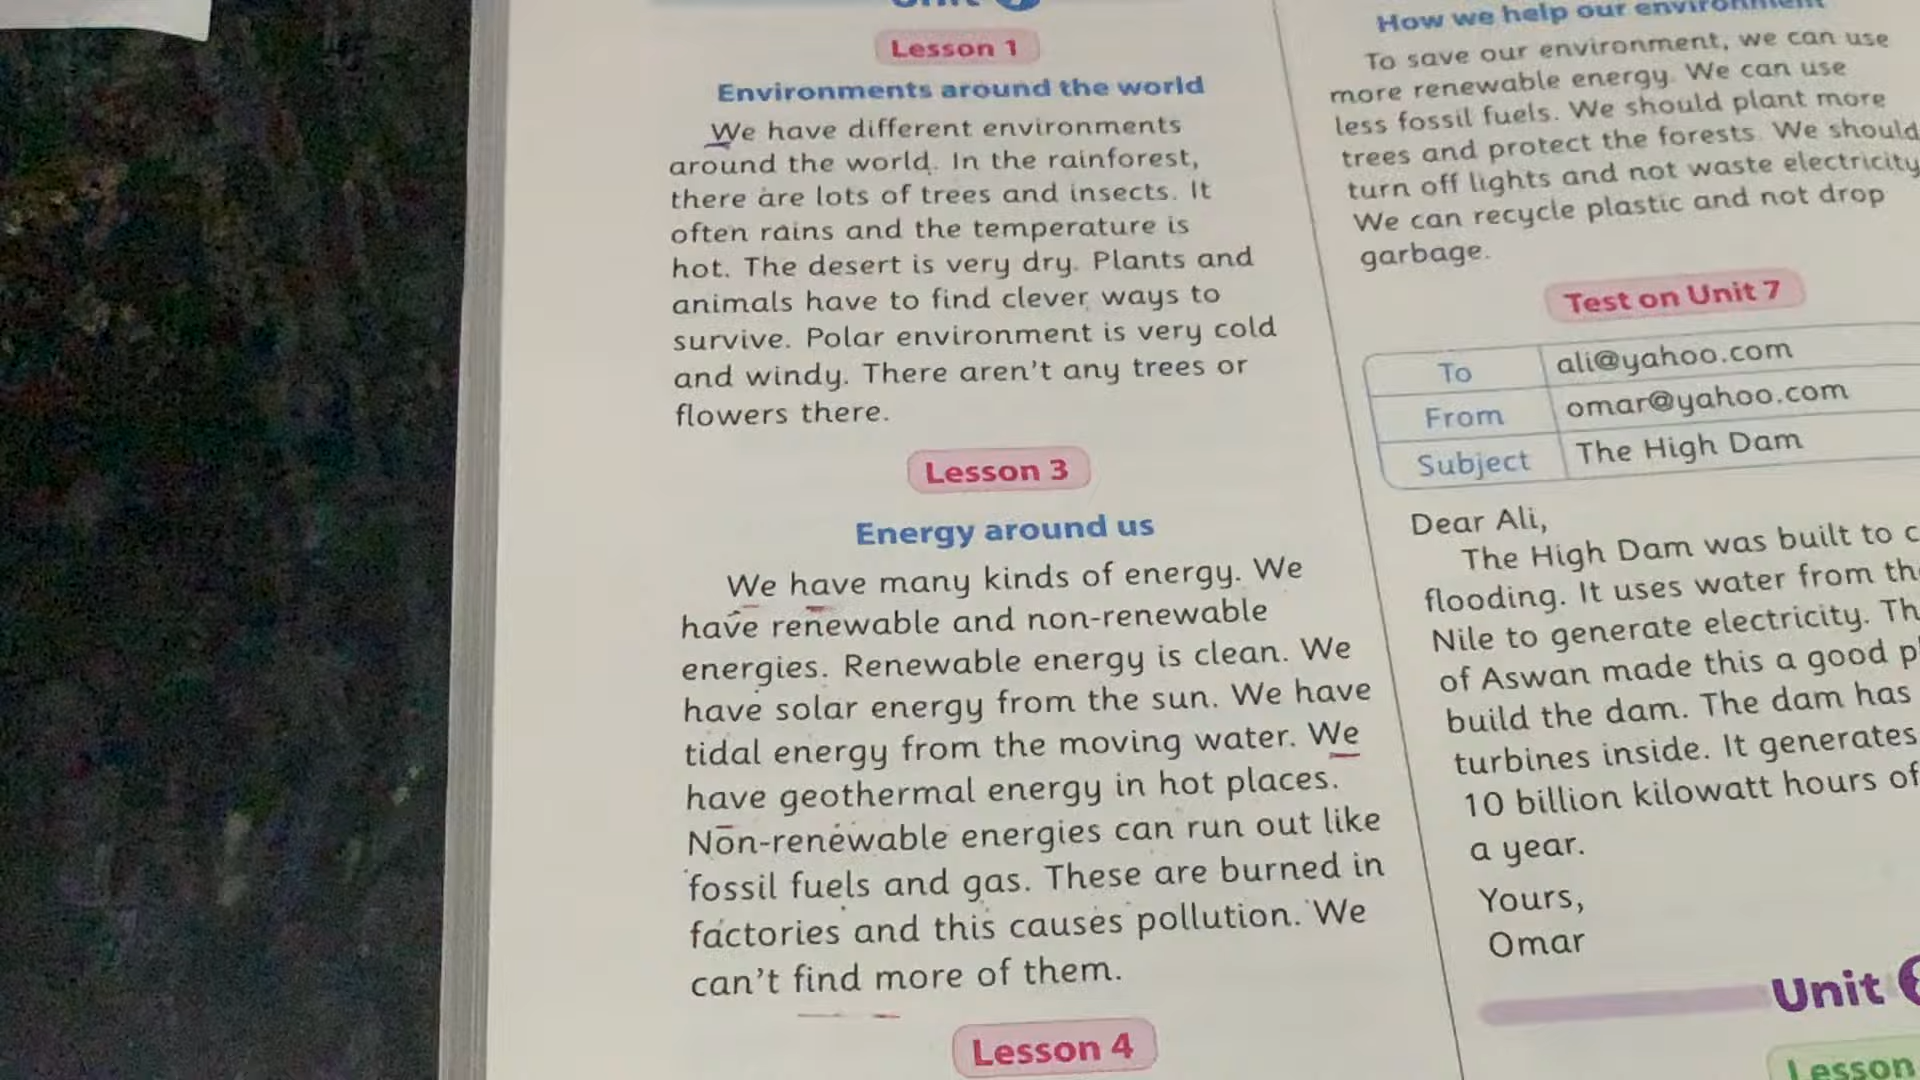 Lesson 1
Environments around the world
We have different environments
around the world. In the rainforest,
there are lots of trees and insects. It
often rains and the temperature is
hot. The desert is very dry. Plants and
animals have to find clever ways to
survive. Polar environment is very cold
and windy. There aren't any trees or
flowers there.
Lesson 3
Energy around us
We have many kinds of energy. We
have renewable and non-renewable
energies. Renewable energy is clean. We
have solar energy from the sun. We have
tidal energy from the moving water. We
have geothermal energy in hot places.
Non-renewable energies can run out like
fossil fuels and gas. These are burned in
factories and this causes pollution. We
can't find more of them.
Lesson 4
How we help our environment
To save our environment, we can use
more renewable energy. We can use
less fossil fuels. We should plant more
trees and protect the forests. We should
turn off lights and not waste electricity
We can recycle plastic and not drop
garbage.
Test on Unit 7
To ali@yahoo.com
From omar@yahoo.com
Subject The High Dam
Dear Ali,
The High Dam was built to
flooding. It uses water from
Nile to generate electricity.
of Aswan made this a good
build the dam. The dam has
turbines inside. It generates
10 billion kilowatt hours of
a year.
Yours,
Omar
Unit
Lesson